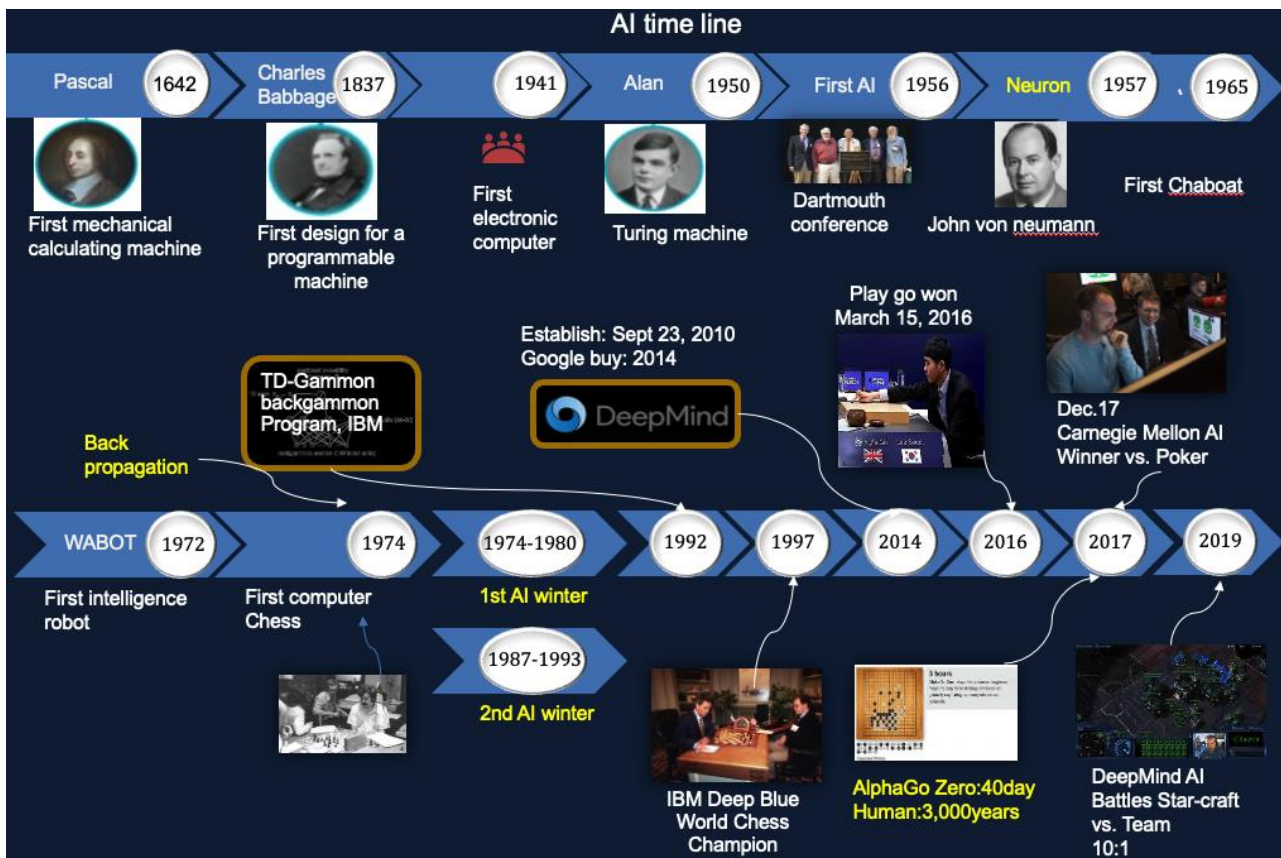 AI time line
Pascal
1642
Charles
Babbage
1837
1941
Alan
1950
First AI
1956
Neuron
1957
1965
First mechanical
calculating machine
First design for a
programmable
machine
First
electronic
computer
Turing machine
Dartmouth
conference
John von neumann
First Chaboat
Play go won
March 15, 2016
Establish: Sept 23, 2010
Google buy: 2014
TD-Gammon
backgammon
Program, IBM
DeepMind
Back
propagation
Dec.17
Carnegie Mellon AI
Winner vs. Poker
WABOT
1972
1974
1974-1980
1992
1997
2014
2016
2017
2019
First intelligence
robot
First computer
Chess
1st AI winter
1987-1993
2nd AI winter
IBM Deep Blue
World Chess
Champion
AlphaGo Zero:40day
Human:3,000years
DeepMind AI
Battles Star-craft
vs. Team
10:1